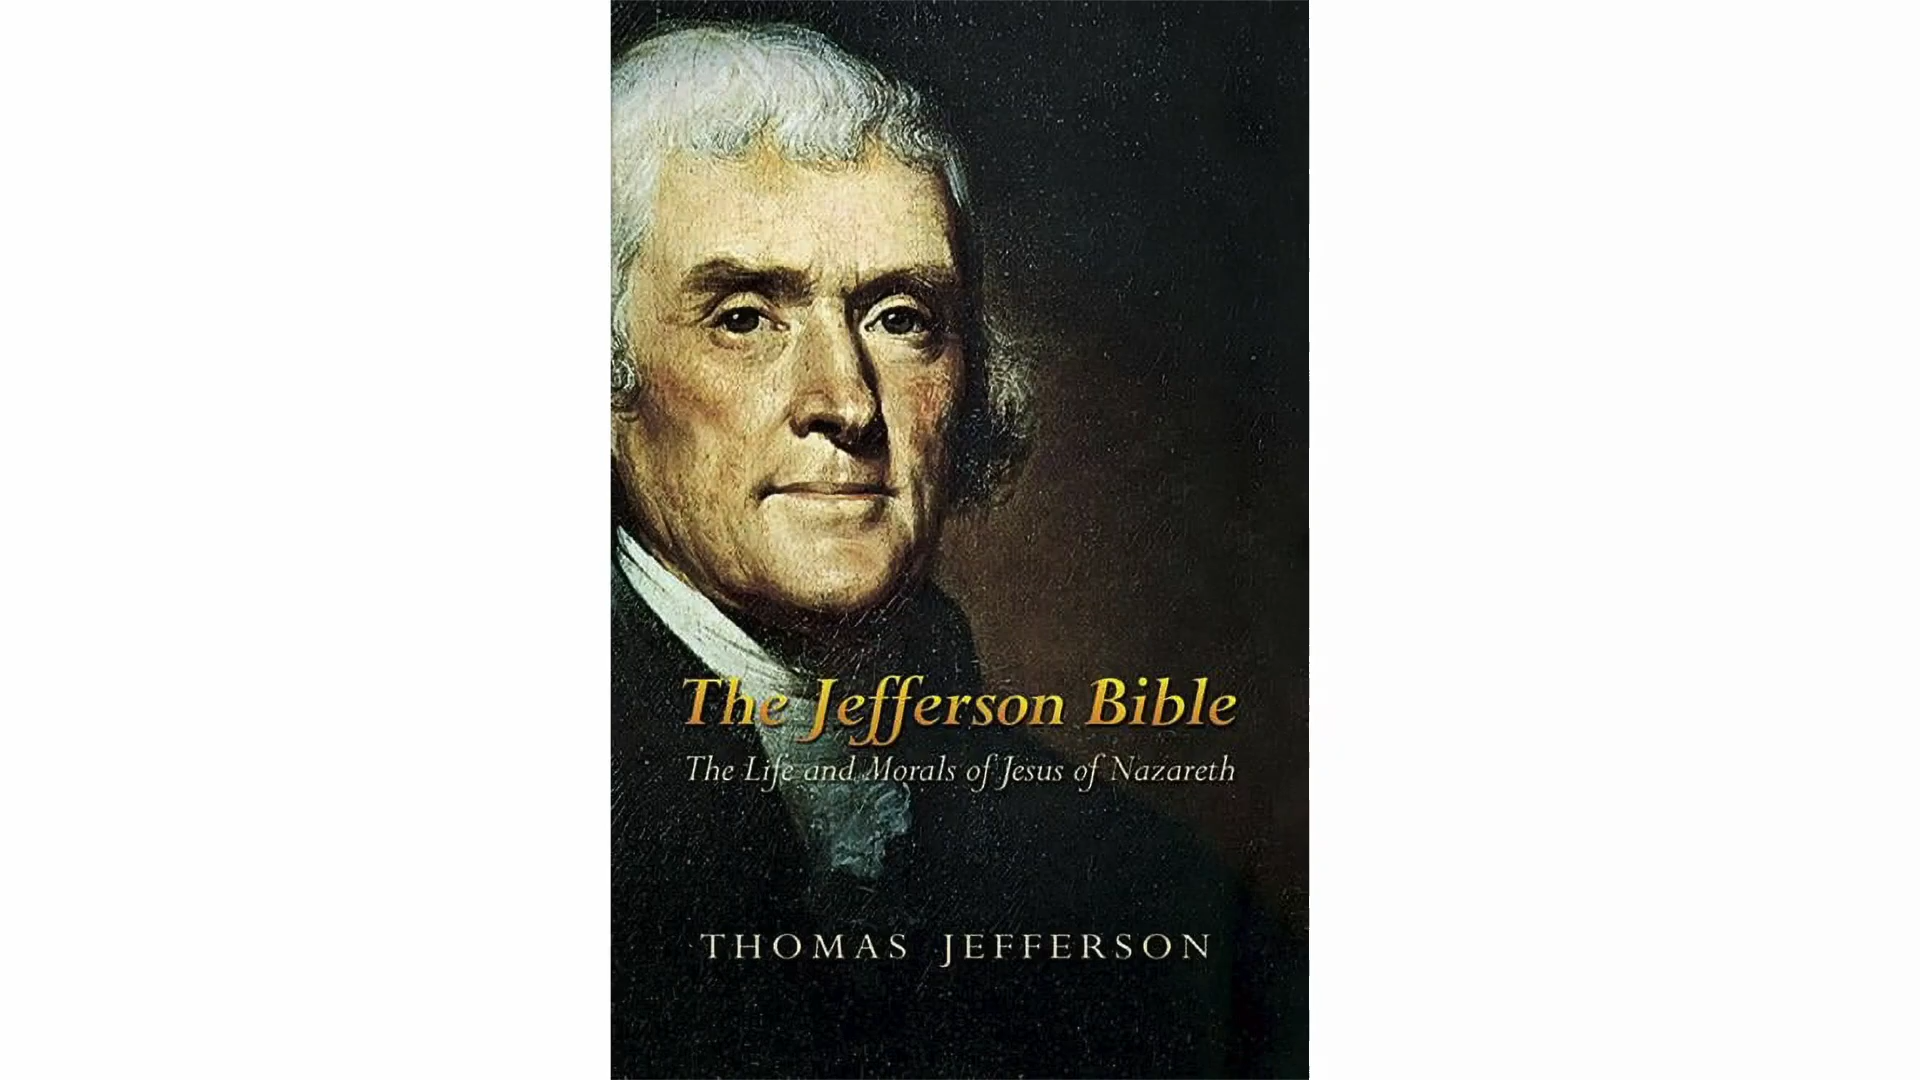 The Jefferson Bible
The Life and Morals of Jesus of Nazareth
THOMAS JEFFERSON